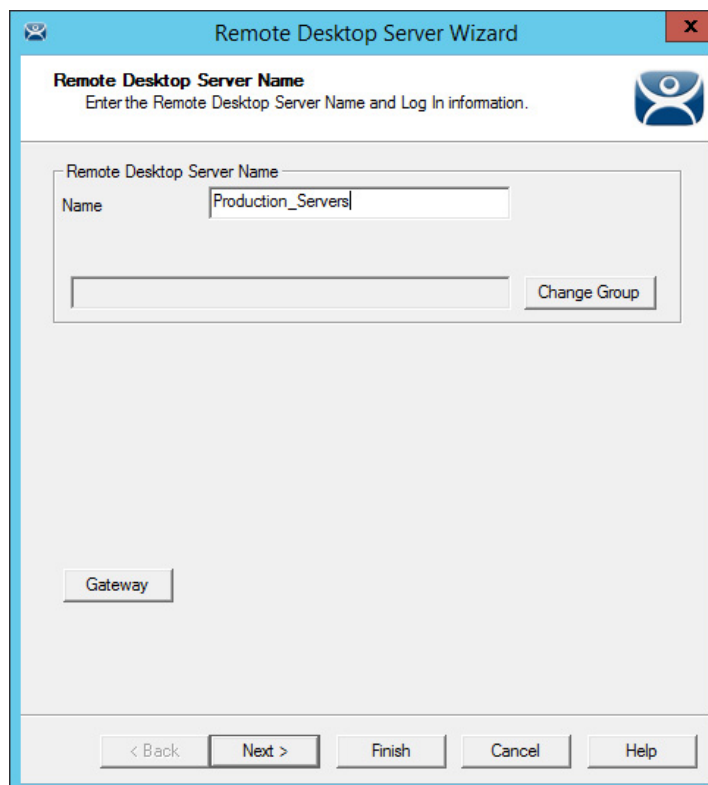 Remote Desktop Server Wizard
x
Remote Desktop Server Name
Enter the Remote Desktop Server Name and Log In information.
Remote Desktop Server Name
Name Production_Servers
Change Group
Gateway
< Back Next > Finish Cancel Help